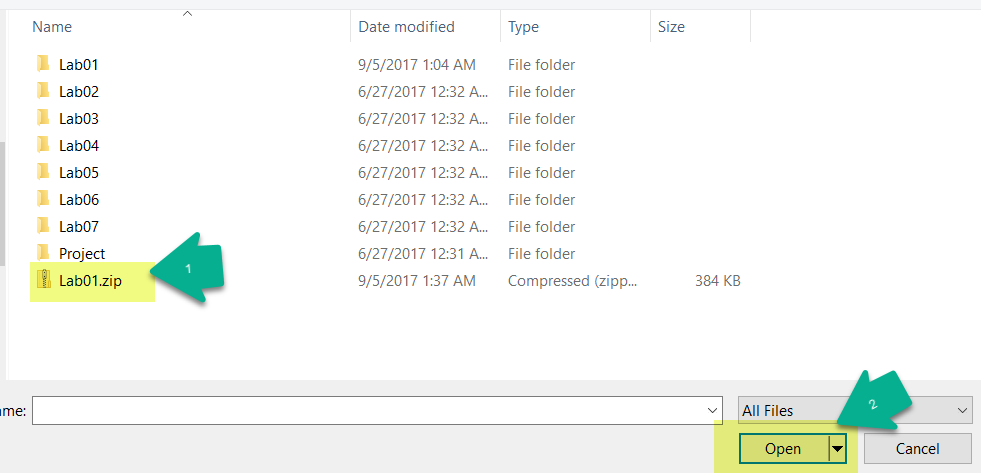 Name Date modified Type Size
Lab01 9/5/2017 1:04 AM File folder
Lab02 6/27/2017 12:32 A... File folder
Lab03 6/27/2017 12:32 A... File folder
Lab04 6/27/2017 12:32 A... File folder
Lab05 6/27/2017 12:32 A... File folder
Lab06 6/27/2017 12:32 A... File folder
Lab07 6/27/2017 12:32 A... File folder
Project 6/27/2017 12:31 A... File folder
Lab01.zip 1 9/5/2017 1:37 AM Compressed (zipp... 384 KB
ame: All Files 2
Open Cancel